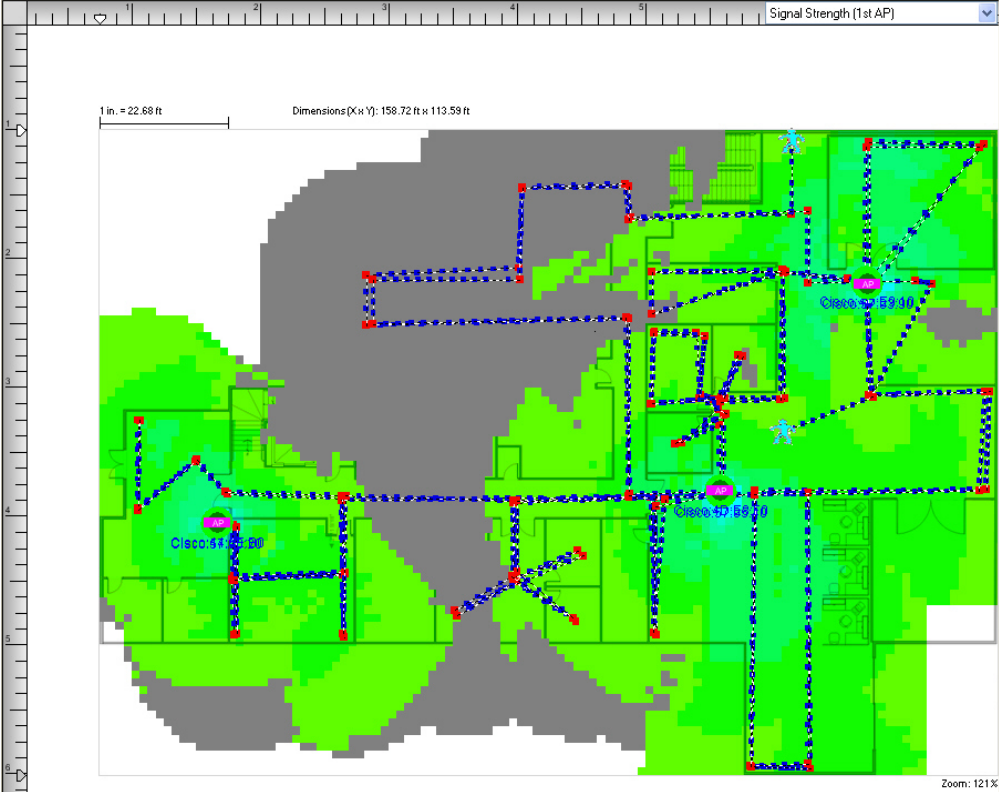 1 2 3 4 5
Signal Strength (1st AP)
1 in. = 22.68 ft
Dimensions (X x Y): 158.72 ft x 113.59 ft
1
2
AP
3
AP
4
AP
5
6
Zoom: 121%